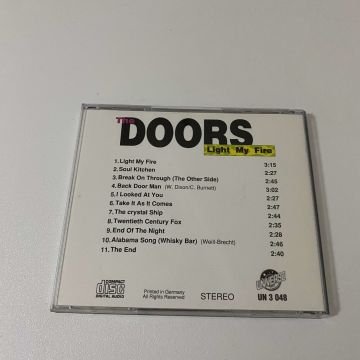 The
DOORS
Light My Fire
1.Light My Fire 3:15
2.Soul Kitchen 2:27
3.Break On Through (The Other Side) 2:45
4.Back Door Man (W. Dixon/C. Burnett) 3:02
5.I Looked At You 2:27
6.Take It As It Comes 2:47
7.The crystal Ship 2:44
8.Twentieth Century Fox 2:35
9.End Of The Night 2:28
10.Alabama Song (Whisky Bar) (Weill-Brecht) 2:46
11.The End 2:40
COMPACT
disc
DIGITAL AUDIO
Printed in Germany
All Rights Reserved
STEREO
UNIVERSE
UN 3 048